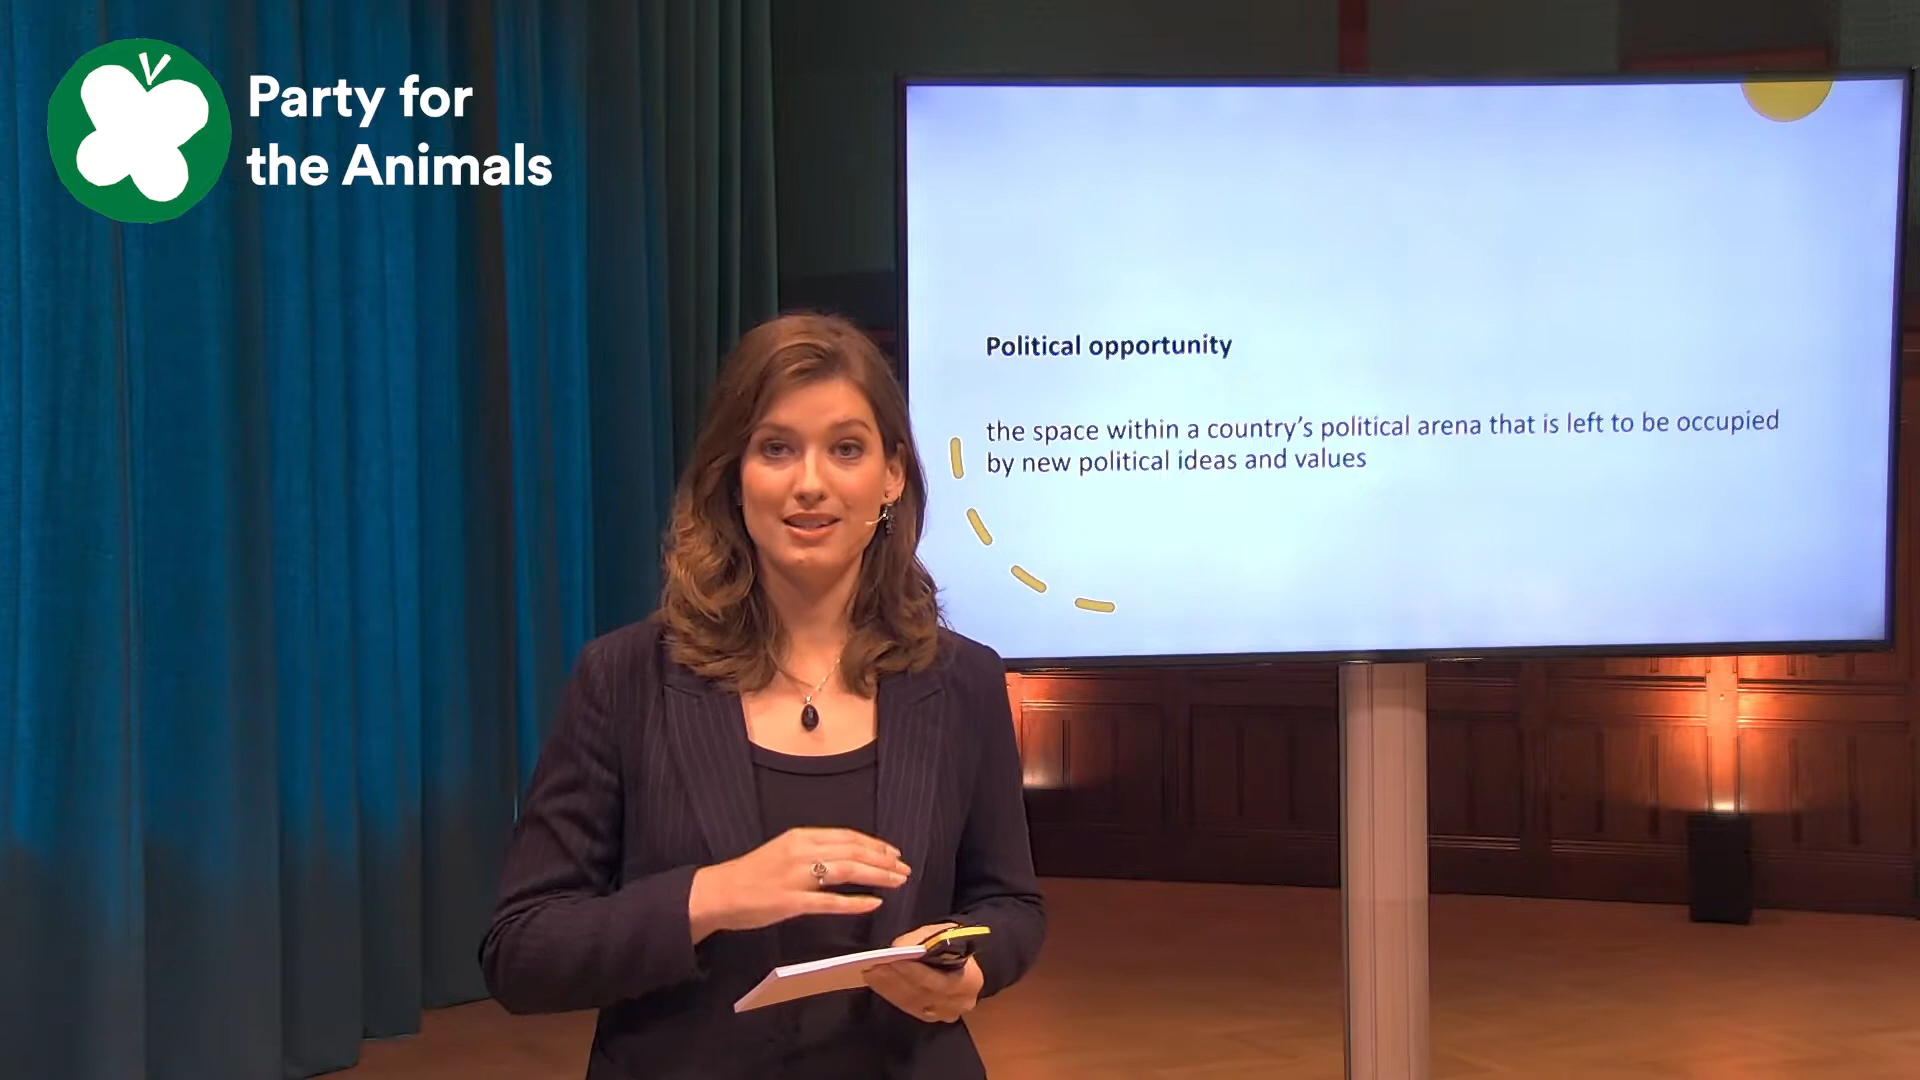 Party for
the Animals
Political opportunity
the space within a country's political arena that is left to be occupied
by new political ideas and values